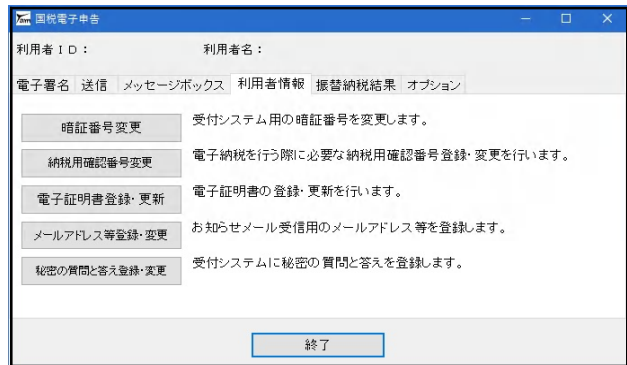 国税電子申告
利用者ID： 利用者名：
電子署名 送信 メッセージボックス 利用者情報 振替納税結果 オプション
暗証番号変更 受付システム用の暗証番号を変更します。
納税用確認番号変更 電子納税を行う際に必要な納税用確認番号登録・変更を行います。
電子証明書登録・更新 電子証明書の登録・更新を行います。
メールアドレス等登録・変更 お知らせメール受信用のメールアドレス等を登録します。
秘密の質問と答え登録・変更 受付システムに秘密の質問と答えを登録します。
終了